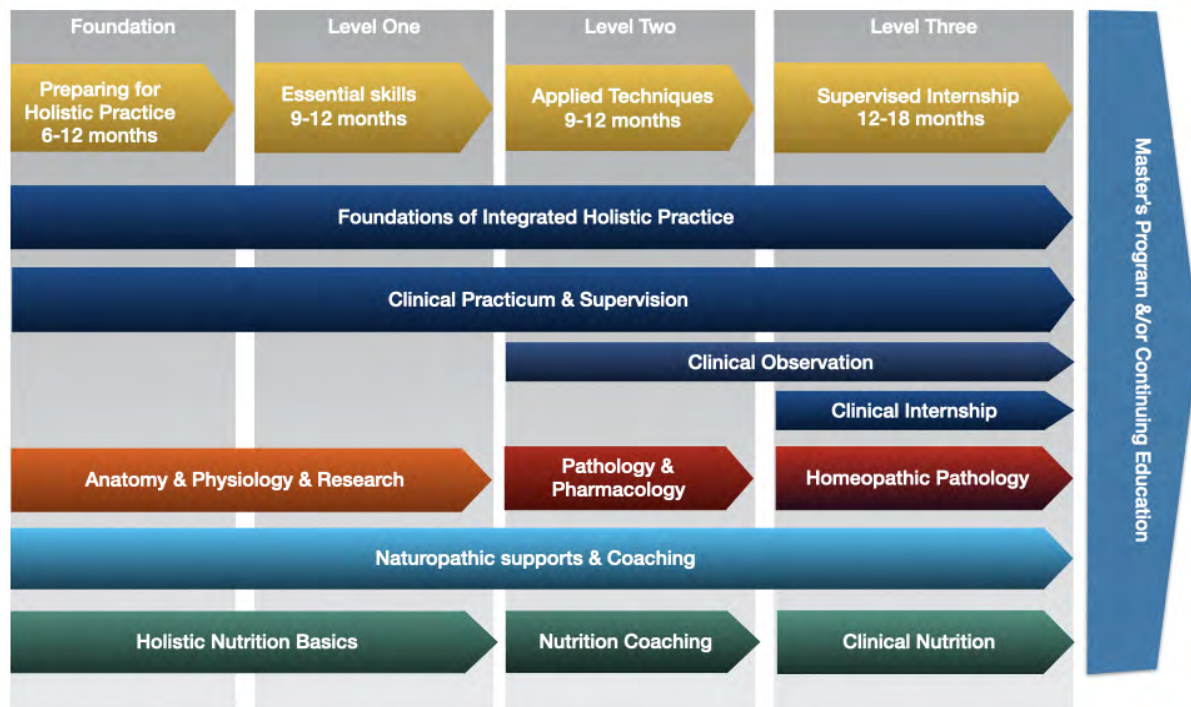 Foundation
Level One
Level Two
Level Three
Preparing for
Holistic Practice
6-12 months
Essential skills
9-12 months
Applied Techniques
9-12 months
Supervised Internship
12-18 months
Foundations of Integrated Holistic Practice
Clinical Practicum & Supervision
Clinical Observation
Clinical Internship
Anatomy & Physiology & Research
Pathology &
Pharmacology
Homeopathic Pathology
Naturopathic supports & Coaching
Holistic Nutrition Basics
Nutrition Coaching
Clinical Nutrition
Master's Program &/or Continuing Education